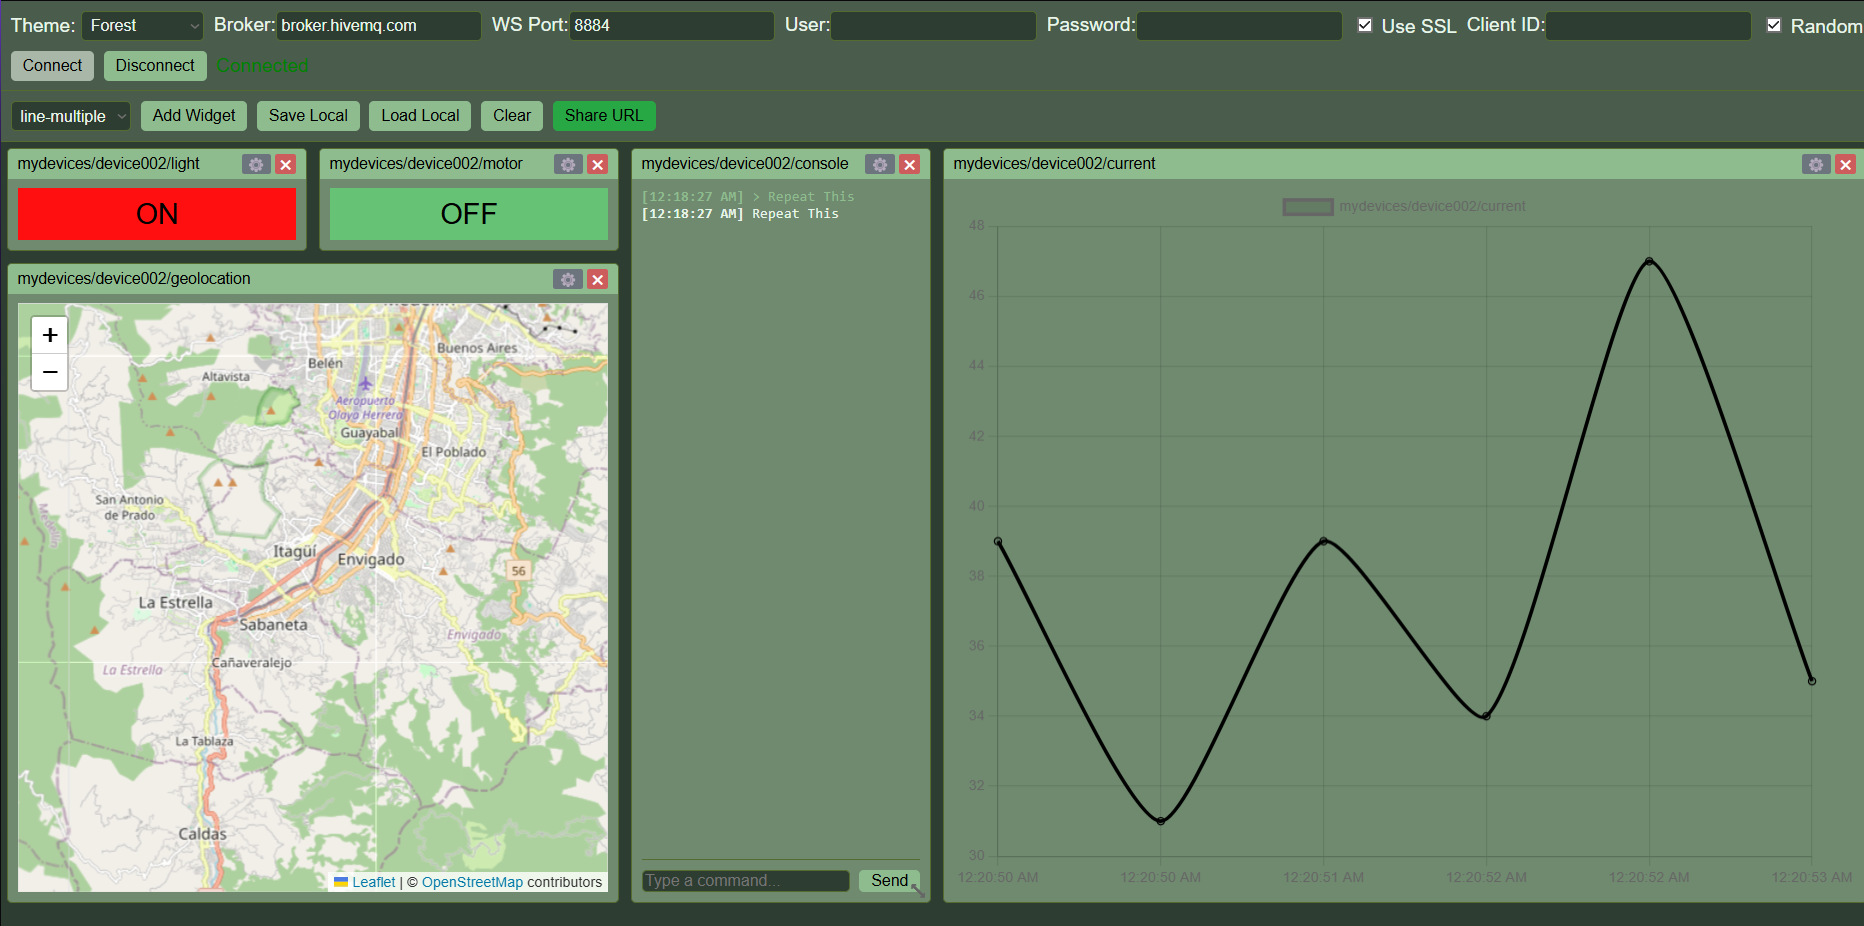 Theme: Forest Broker: broker.hivemq.com WS Port: 8884 User: Password: Use SSL Client ID: Random
Connect Disconnect Connected
line-multiple Add Widget Save Local Load Local Clear Share URL
mydevices/device002/light
ON
mydevices/device002/motor
OFF
mydevices/device002/geolocation
+
−
Medellín
Buenos Aires
Belén
Altavista
Aeropuerto
Olaya Herrera
Guayabal
El Poblado
San Antonio
de Prado
Itagüí
Envigado
56
La Estrella
Sabaneta
Envigado
Cañaveralejo
La Estrella
La Tablaza
Caldas
Leaflet | © OpenStreetMap contributors
mydevices/device002/console
[12:18:27 AM] > Repeat This
[12:18:27 AM] Repeat This
Type a command... Send
mydevices/device002/current
mydevices/device002/current
48
46
44
42
40
38
36
34
32
30
12:20:50 AM 12:20:50 AM 12:20:51 AM 12:20:52 AM 12:20:52 AM 12:20:53 AM